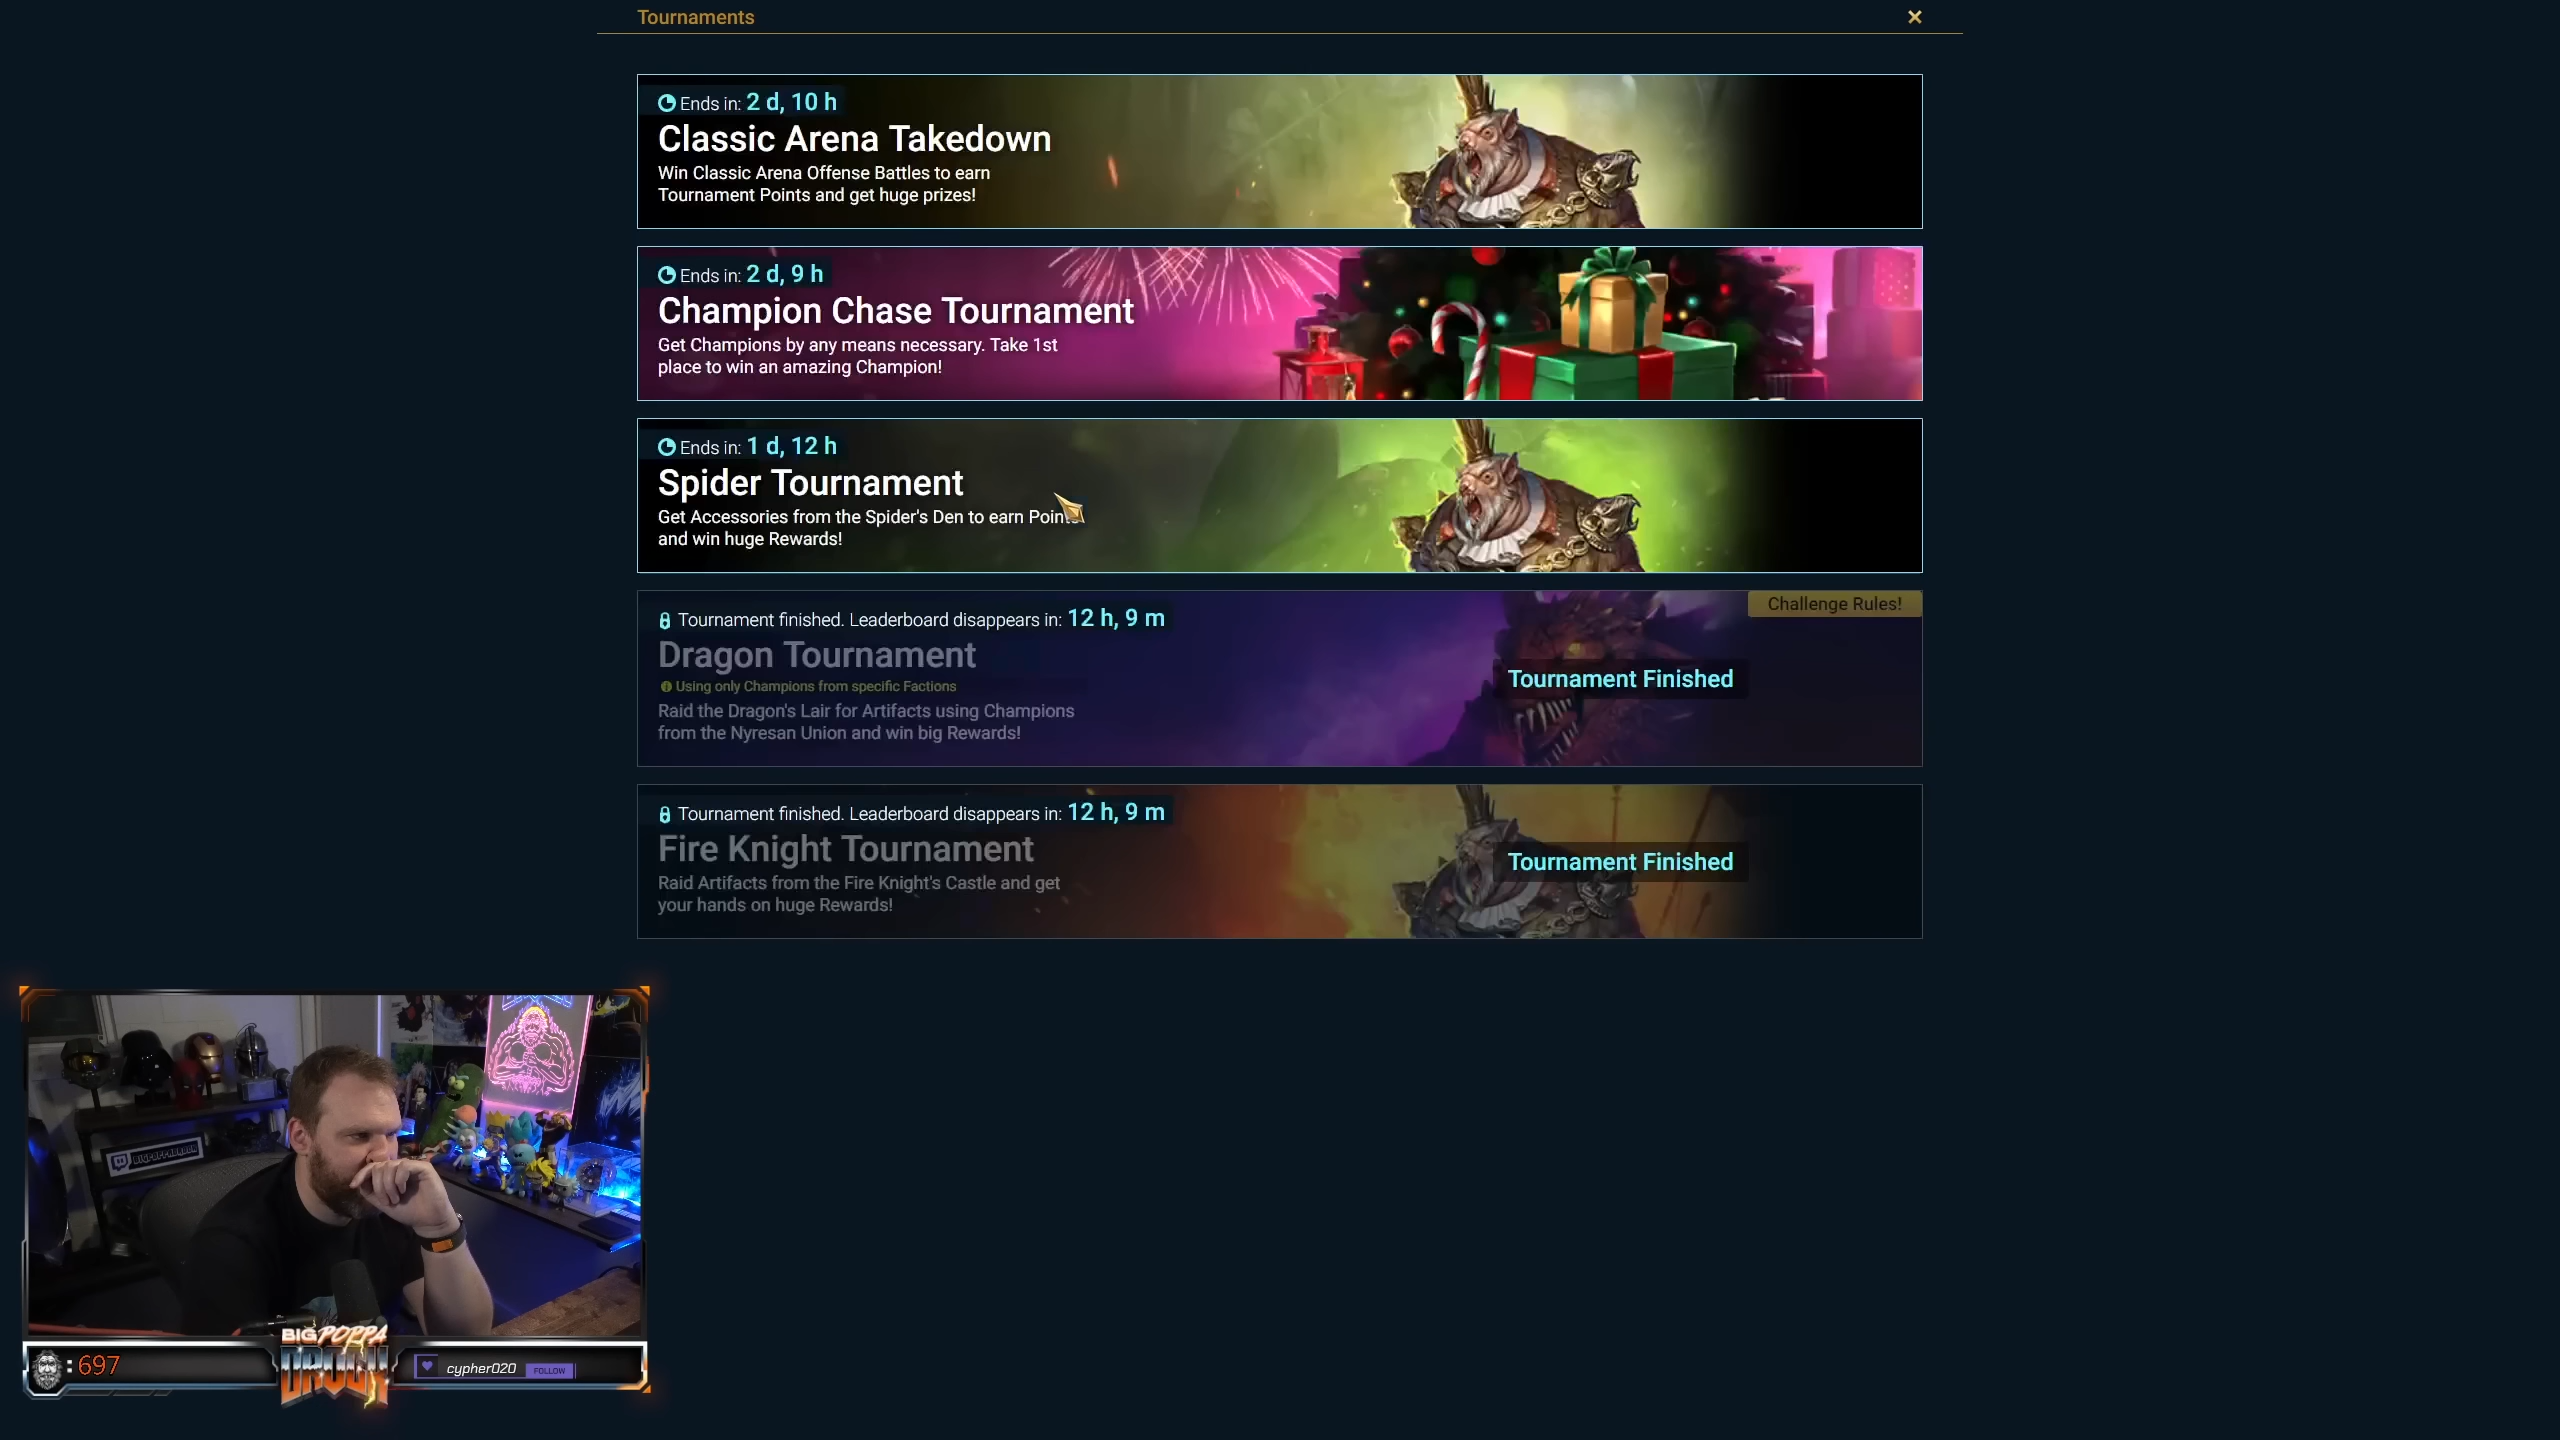 Tournaments
Ends in: 2 d, 10 h
Classic Arena Takedown
Win Classic Arena Offense Battles to earn
Tournament Points and get huge prizes!
Ends in: 2 d, 9 h
Champion Chase Tournament
Get Champions by any means necessary. Take 1st
place to win an amazing Champion!
Ends in: 1 d, 12 h
Spider Tournament
Get Accessories from the Spider's Den to earn Points
and win huge Rewards!
Tournament finished. Leaderboard disappears in: 12 h, 9 m
Challenge Rules!
Dragon Tournament
Using only Champions from specific Factions
Tournament Finished
Raid the Dragon's Lair for Artifacts using Champions
from the Nyresan Union and win big Rewards!
Tournament finished. Leaderboard disappears in: 12 h, 9 m
Fire Knight Tournament
Tournament Finished
Raid Artifacts from the Fire Knight's Castle and get
your hands on huge Rewards!
BIGPOPPADROCK
BIGPOPPA
DROCK
: 697
cypher020
FOLLOW